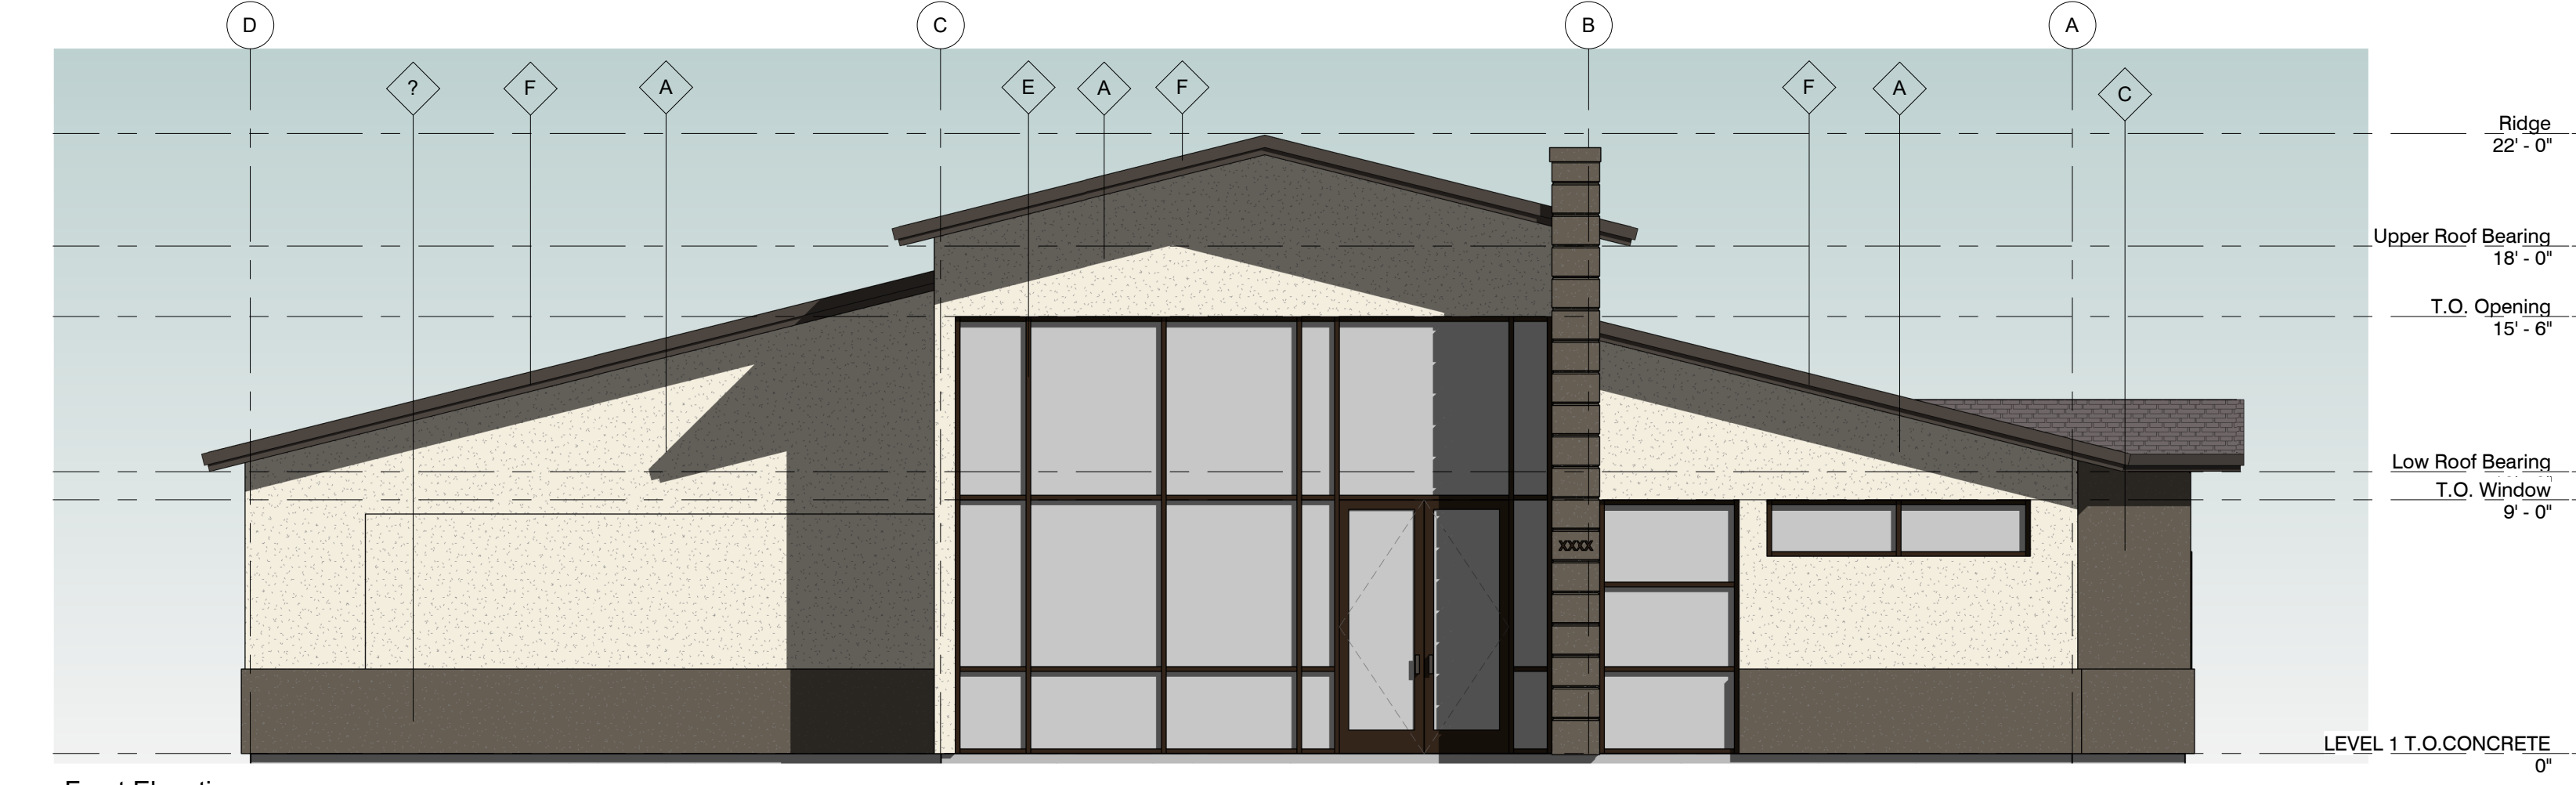 D
C
B
A
?
F
A
E
A
F
F
A
C
Ridge
22' - 0"
Upper Roof Bearing
18' - 0"
T.O. Opening
15' - 6"
Low Roof Bearing
T.O. Window
9' - 0"
XXXX
LEVEL 1 T.O.CONCRETE
0"